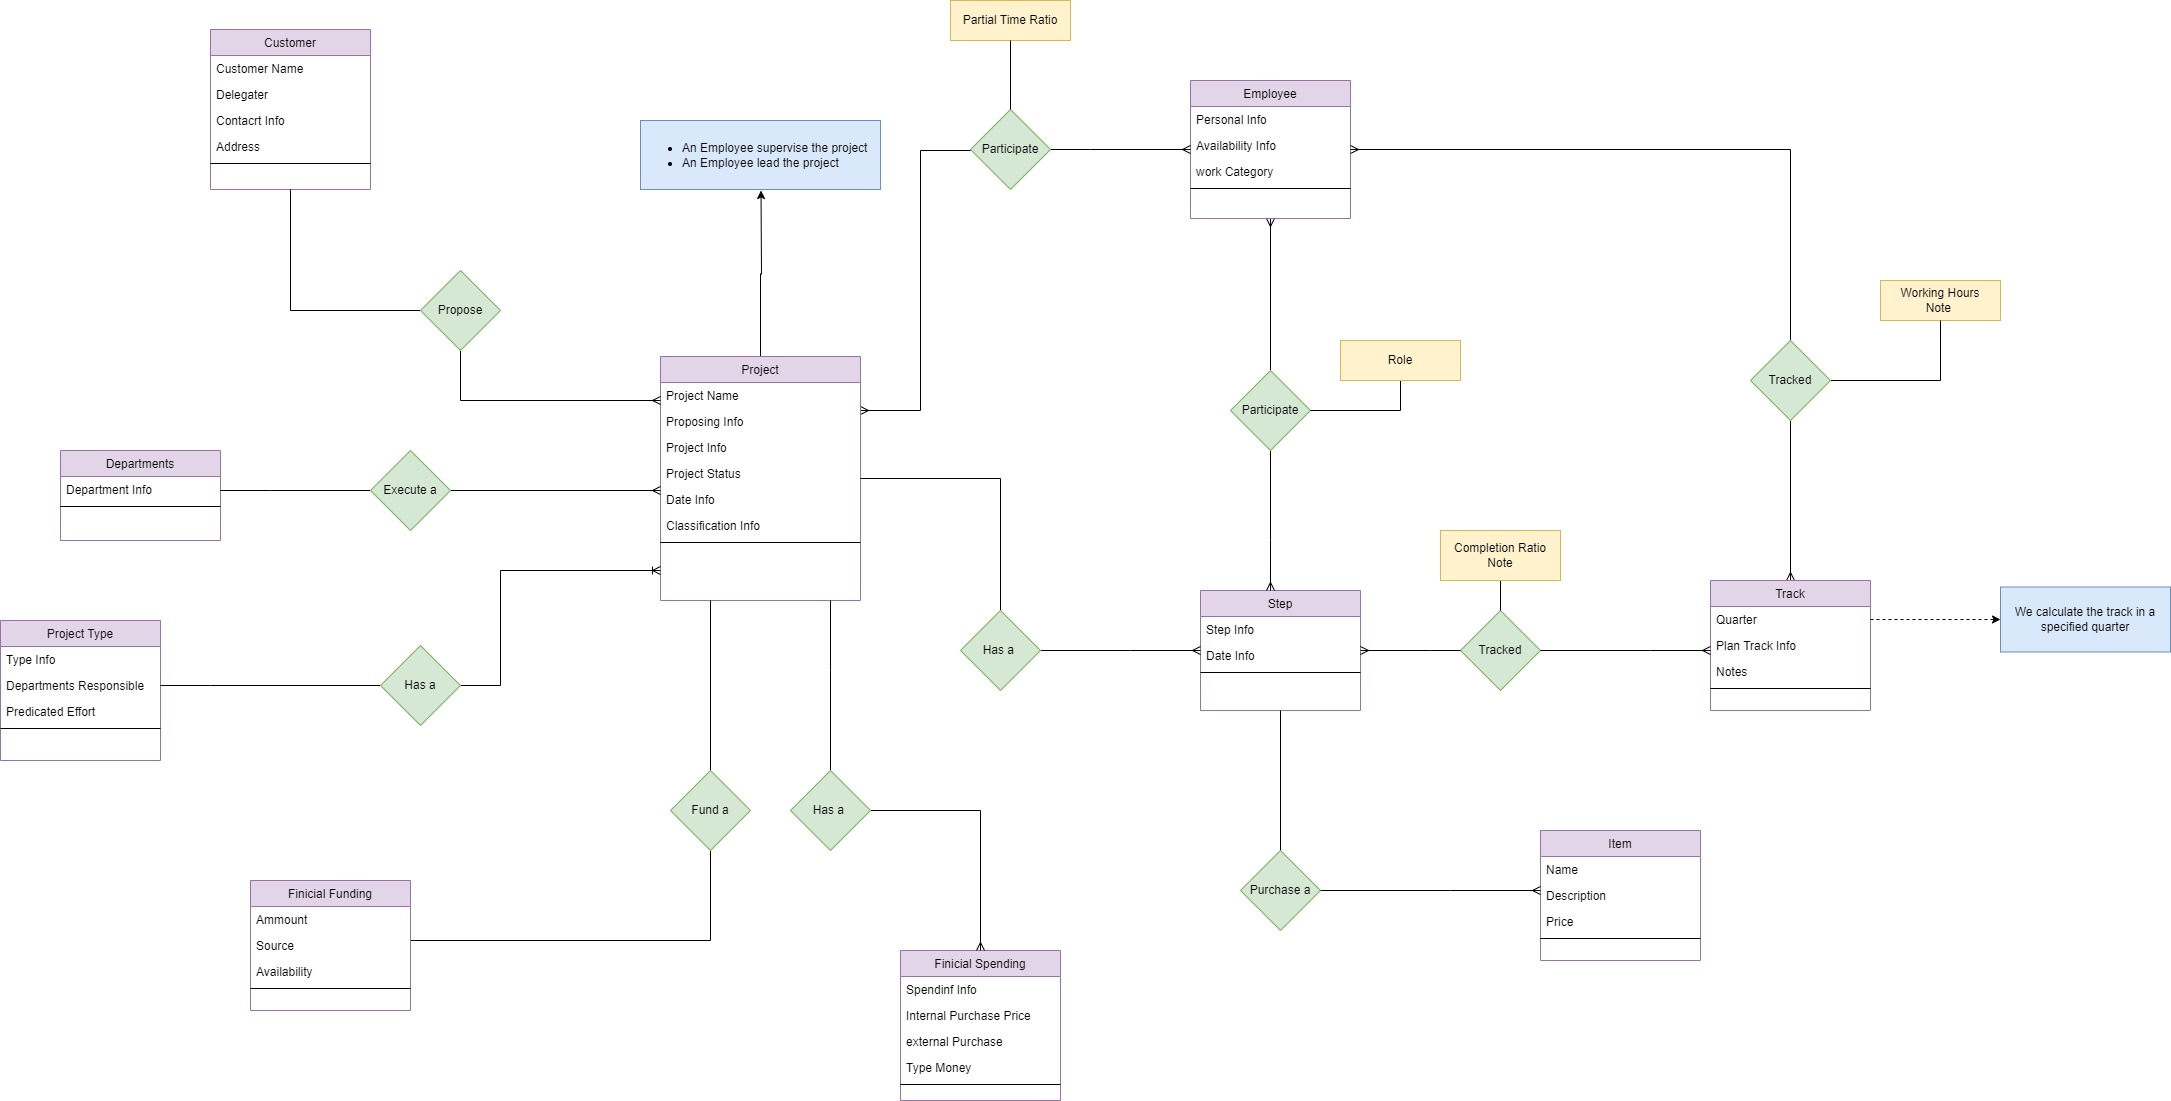 Partial Time Ratio
Customer
Customer Name
Delegater
Contacrt Info
Address
Employee
Personal Info
Availability Info
work Category
• An Employee supervise the project
• An Employee lead the project
Participate
Propose
Working Hours
Note
Role
Tracked
Participate
Project
Project Name
Proposing Info
Project Info
Project Status
Date Info
Classification Info
Departments
Department Info
Execute a
Completion Ratio
Note
Project Type
Type Info
Departments Responsible
Predicated Effort
Has a
Has a
Step
Step Info
Date Info
Tracked
Track
Quarter
Plan Track Info
Notes
We calculate the track in a
specified quarter
Fund a
Has a
Purchase a
Item
Name
Description
Price
Finicial Funding
Ammount
Source
Availability
Finicial Spending
Spendinf Info
Internal Purchase Price
external Purchase
Type Money